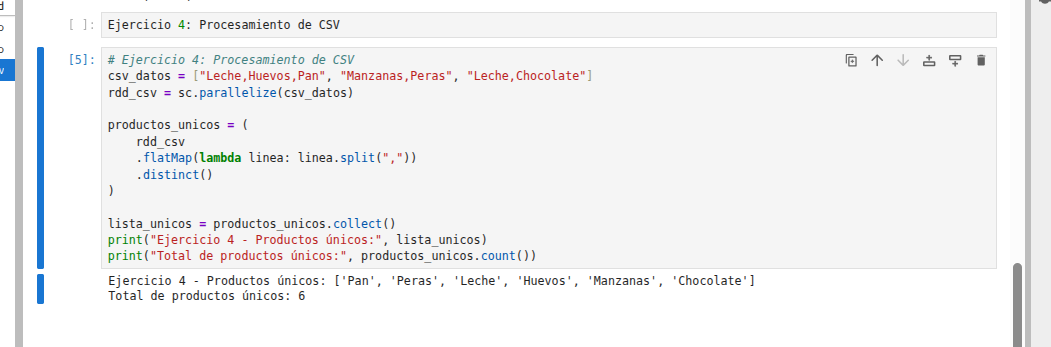 [ ]:
Ejercicio 4: Procesamiento de CSV
[5]:
# Ejercicio 4: Procesamiento de CSV
csv_datos = ["Leche,Huevos,Pan", "Manzanas,Peras", "Leche,Chocolate"]
rdd_csv = sc.parallelize(csv_datos)
productos_unicos = (
    rdd_csv
    .flatMap(lambda linea: linea.split(","))
    .distinct()
)
lista_unicos = productos_unicos.collect()
print("Ejercicio 4 - Productos únicos:", lista_unicos)
print("Total de productos únicos:", productos_unicos.count())
Ejercicio 4 - Productos únicos: ['Pan', 'Peras', 'Leche', 'Huevos', 'Manzanas', 'Chocolate']
Total de productos únicos: 6